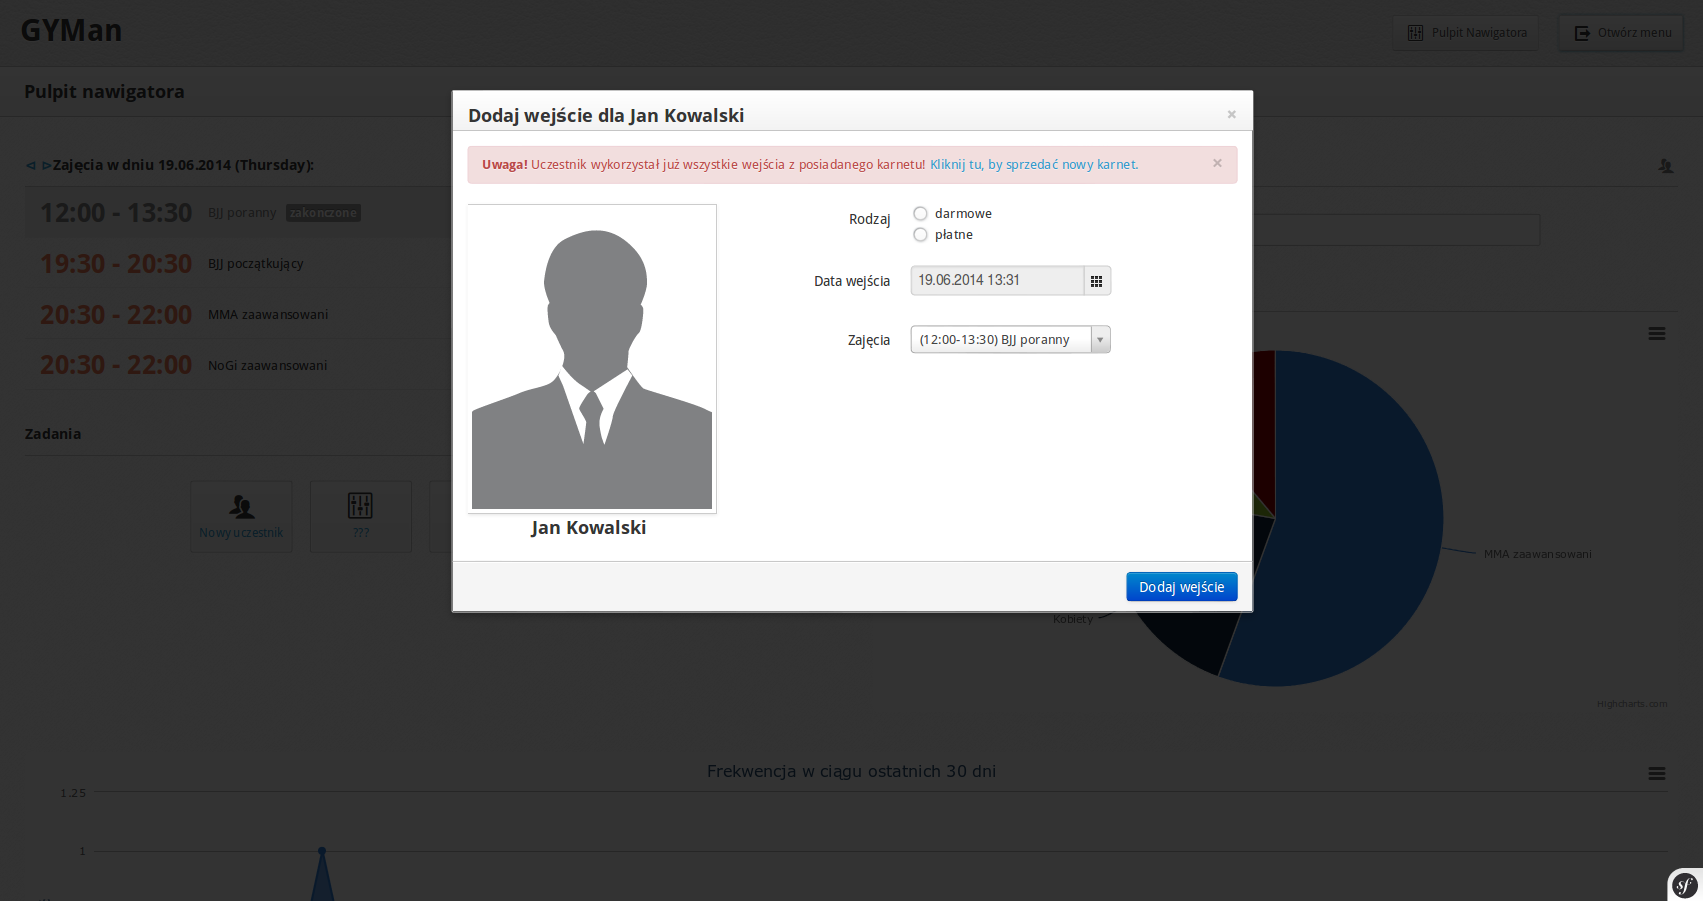 GYMan
Pulpit Nawigatora
Otwórz menu
Pulpit nawigatora
Zajęcia w dniu 19.06.2014 (Thursday):
12:00 - 13:30 BJJ poranny zakonczone
19:30 - 20:30 BJJ początkujący
20:30 - 22:00 MMA zaawansowani
20:30 - 22:00 NoGi zaawansowani
Zadania
Nowy uczestnik
???
Dodaj wejście dla Jan Kowalski
×
Uwaga! Uczestnik wykorzystał już wszystkie wejścia z posiadanego karnetu! Kliknij tu, by sprzedać nowy karnet.
×
Jan Kowalski
Rodzaj
darmowe
płatne
Data wejścia 19.06.2014 13:31
Zajęcia (12:00-13:30) BJJ poranny
Dodaj wejście
MMA zaawansowani
Kobiety
Highcharts.com
Frekwencja w ciągu ostatnich 30 dni
1.25
1
sf